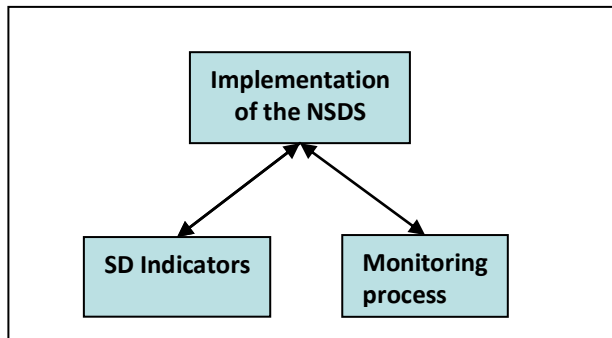 Implementation
of the NSDS
SD Indicators
Monitoring
process